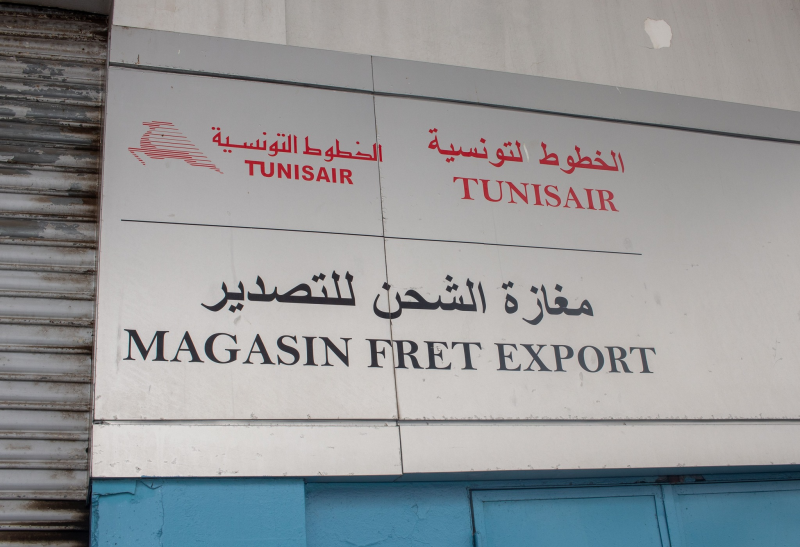 الخطوط التونسية
TUNISAIR
الخطوط التونسية
TUNISAIR
مغازة الشحن للتصدير
MAGASIN FRET EXPORT